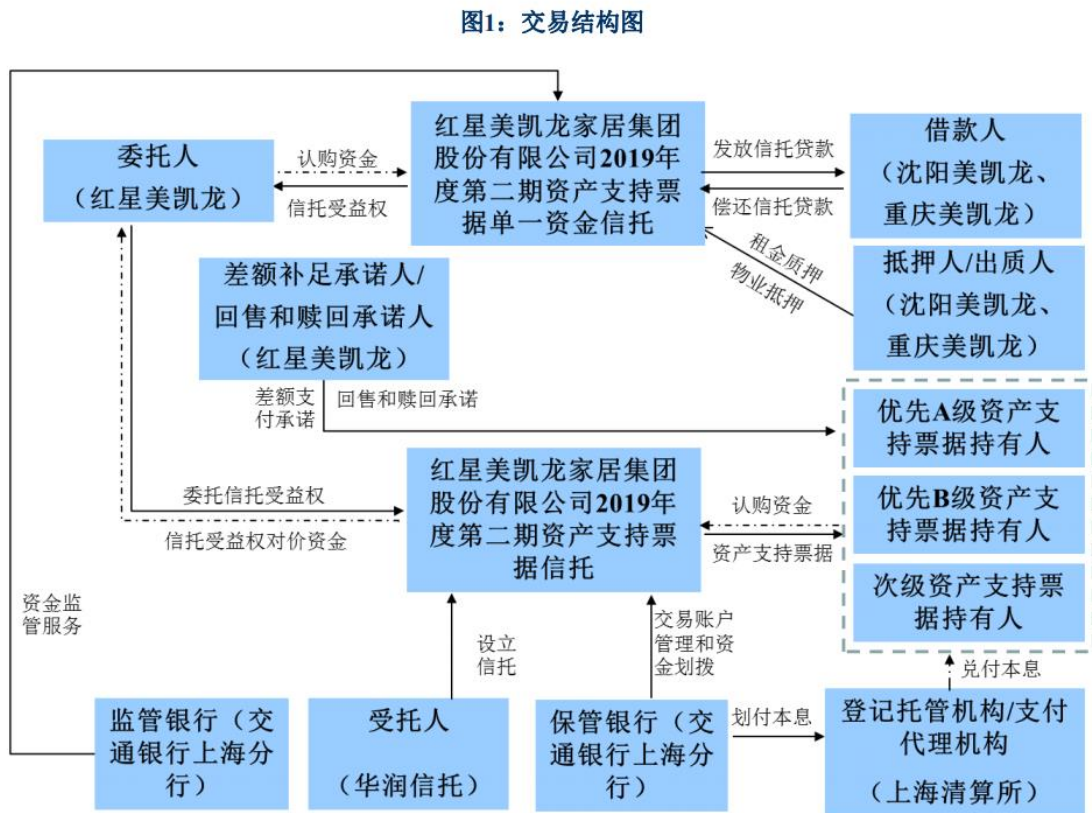 图1：交易结构图
红星美凯龙家居集团
股份有限公司2019年
度第二期资产支持票
据单一资金信托
委托人
（红星美凯龙）
认购资金
信托受益权
发放信托贷款
偿还信托贷款
借款人
（沈阳美凯龙、
重庆美凯龙）
租金质押
物业抵押
抵押人/出质人
（沈阳美凯龙、
重庆美凯龙）
差额补足承诺人/
回售和赎回承诺人
（红星美凯龙）
差额支
付承诺
回售和赎回承诺
优先A级资产支
持票据持有人
优先B级资产支
持票据持有人
次级资产支持票
据持有人
委托信托受益权
信托受益权对价资金
红星美凯龙家居集团
股份有限公司2019年
度第二期资产支持票
据信托
认购资金
资产支持票据
资金监
管服务
设立
信托
交易账户
管理和资
金划拨
兑付本息
监管银行（交
通银行上海分
行）
受托人
（华润信托）
保管银行（交
通银行上海分
行）
划付本息
登记托管机构/支付
代理机构
（上海清算所）